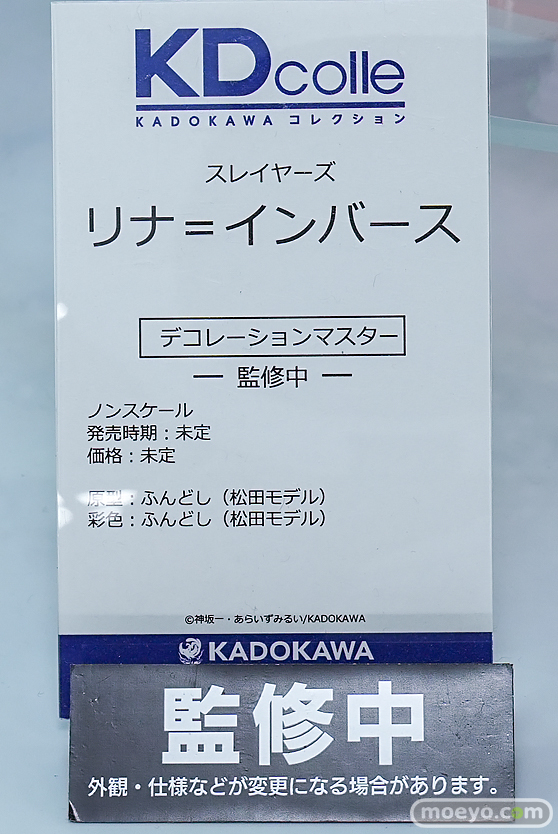 KDcolle
KADOKAWA コレクション
スレイヤーズ
リナ＝インバース
デコレーションマスター
― 監修中 ―
ノンスケール
発売時期：未定
価格：未定
原型：ふんどし（松田モデル）
彩色：ふんどし（松田モデル）
©神坂一・あらいずみるい/KADOKAWA
KADOKAWA
監修中
外観・仕様などが変更になる場合があります。
moeyo.com